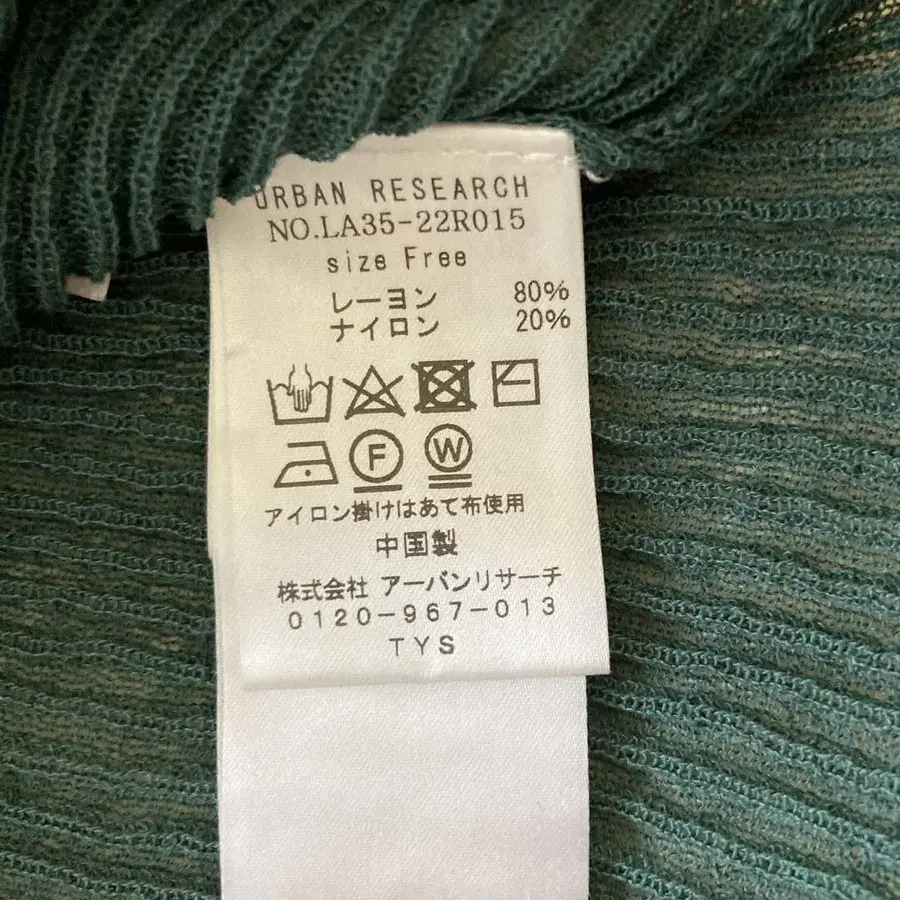 URBAN RESEARCH
NO.LA35-22R015
size Free
レーヨン 80%
ナイロン 20%
F W
アイロン掛けはあて布使用
中国製
株式会社 アーバンリサーチ
0120-967-013
TYS